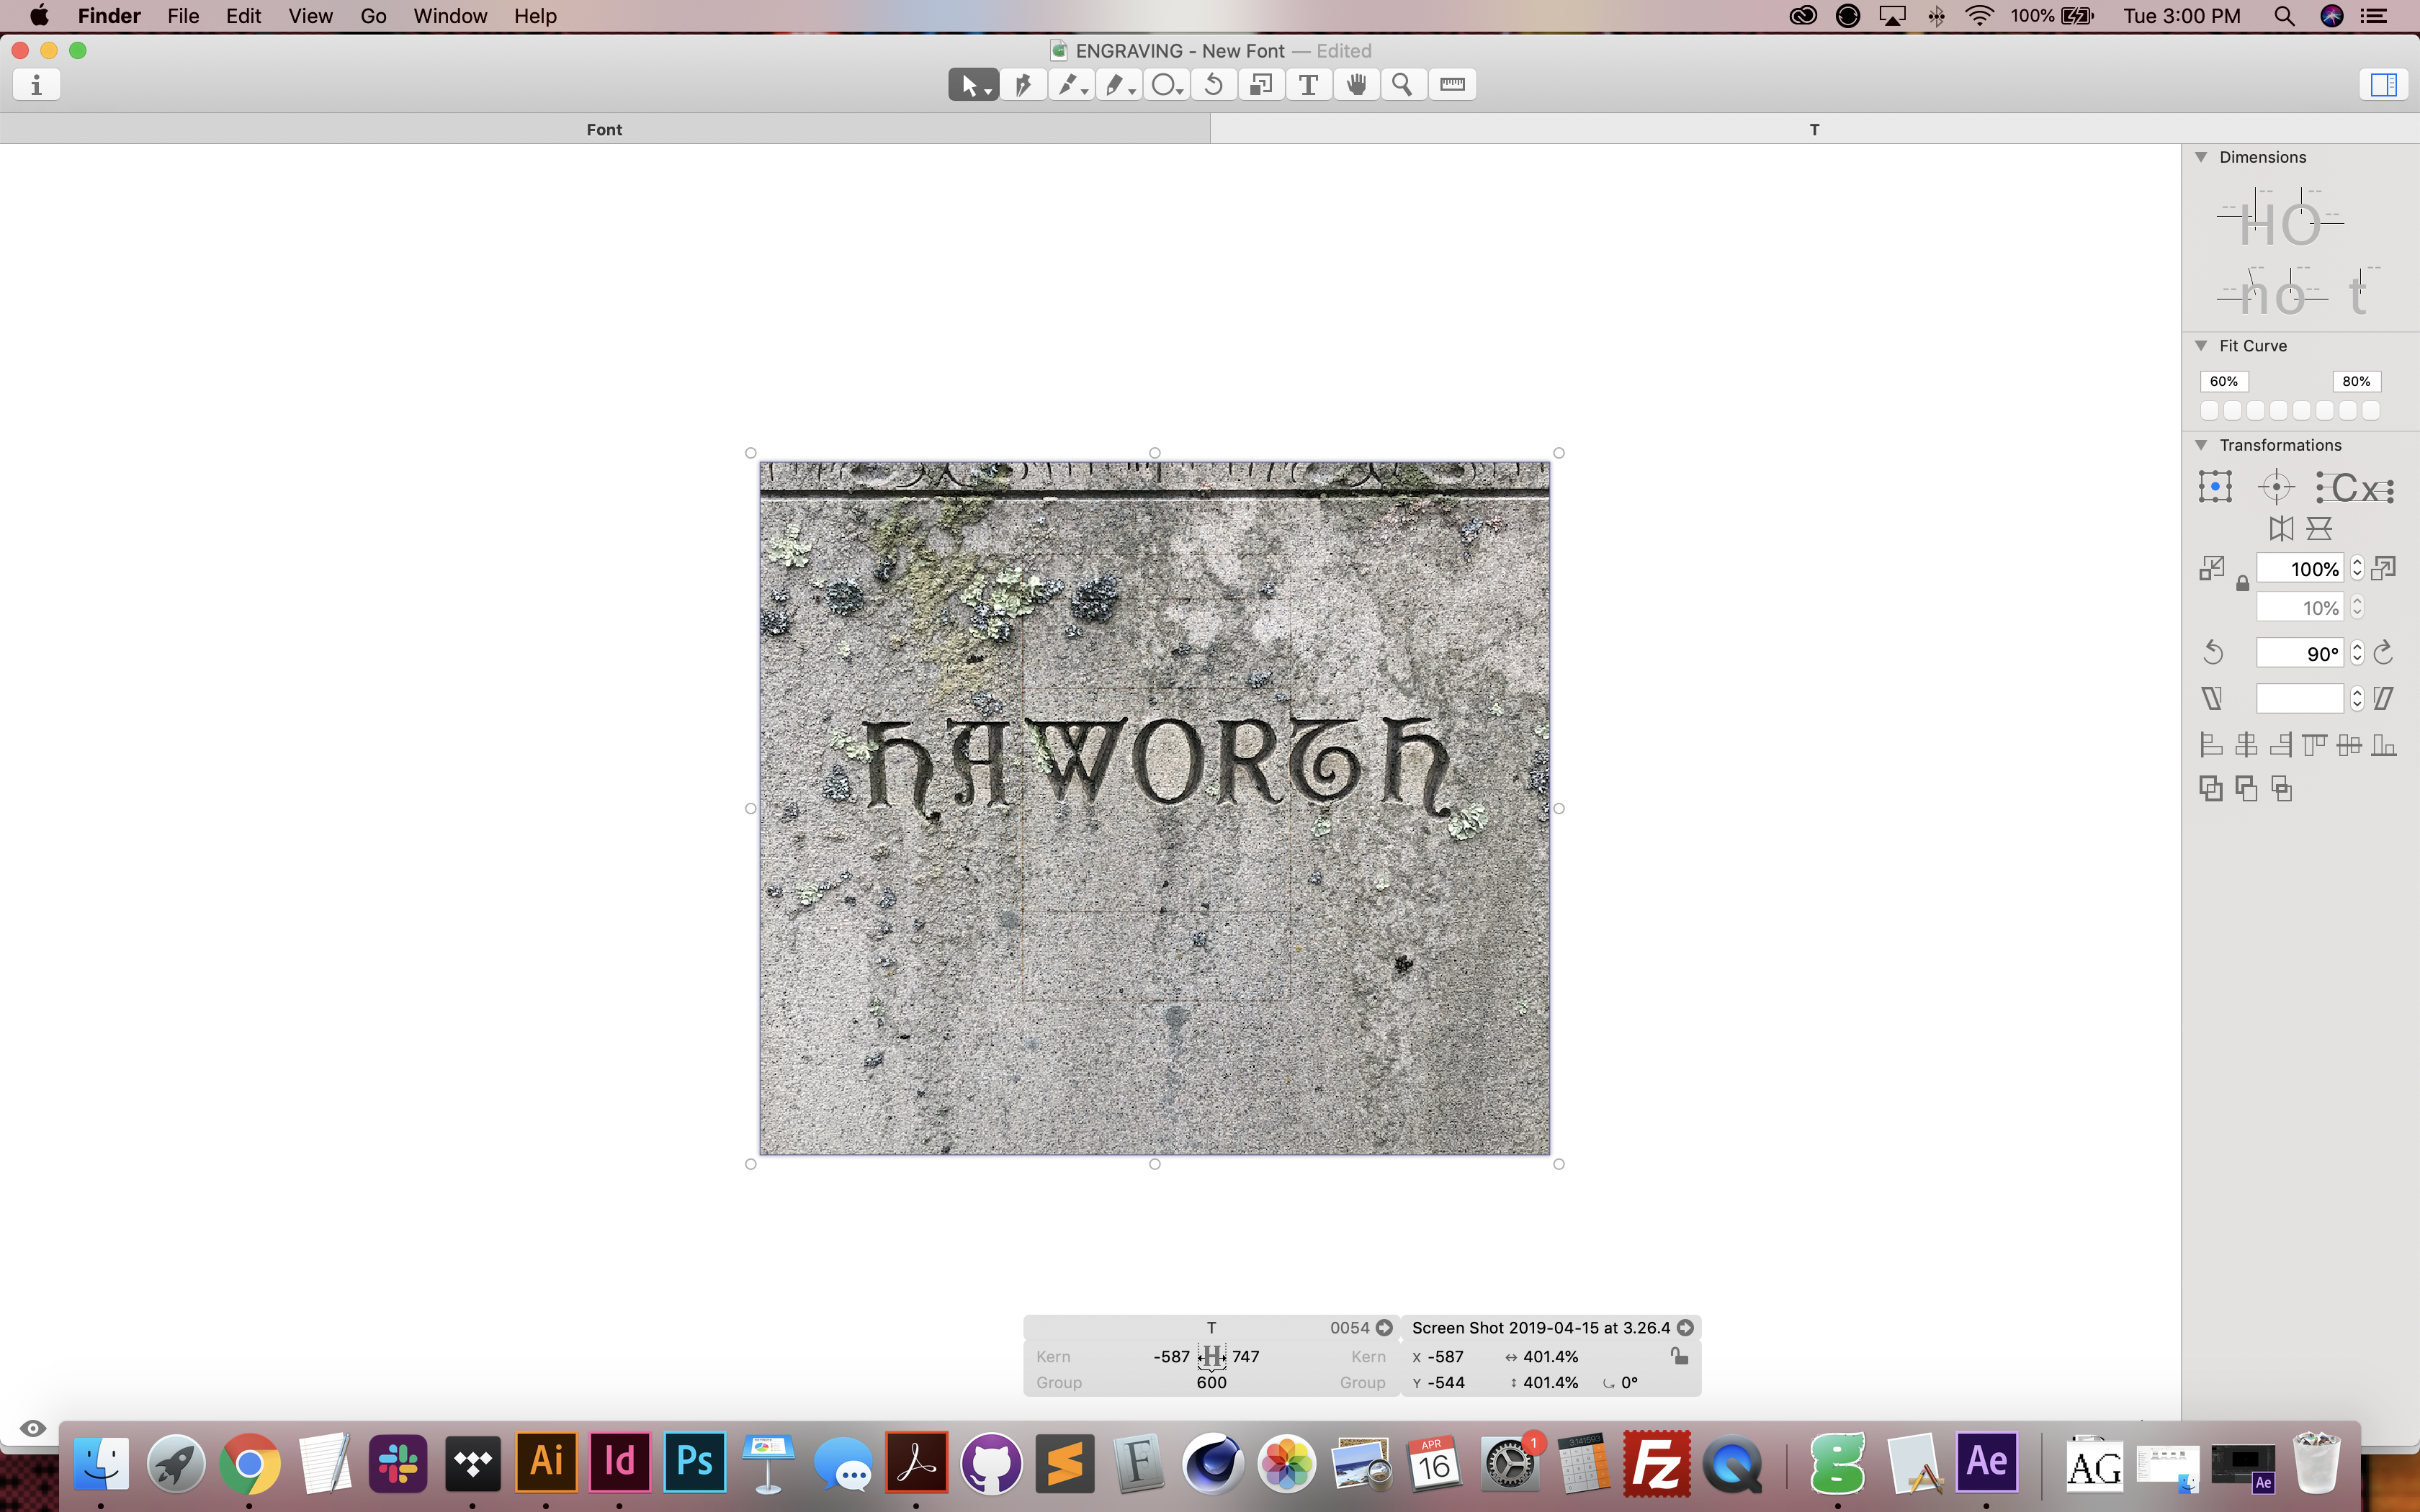 Finder File Edit View Go Window Help 100% Tue 3:00 PM
ENGRAVING - New Font — Edited
i T
Font T
Dimensions
HO
no t
Fit Curve
60% 80%
Transformations
Cx
100%
10%
90°
HAWORTH
T 0054 Screen Shot 2019-04-15 at 3.26.4
Kern -587 H 747 Kern X -587 401.4%
Group 600 Group Y -544 401.4% 0°
Ai Id Ps F APR 16 1 3.141593 Fz g Ae AG Ae